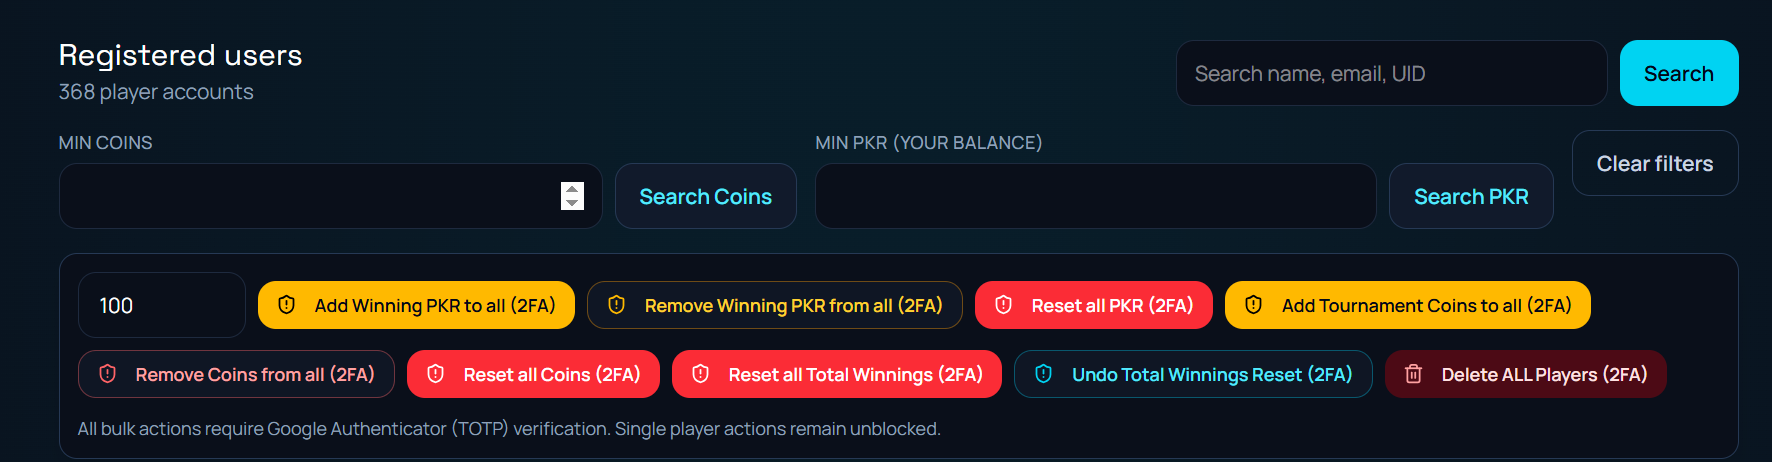 Registered users
368 player accounts
Search name, email, UID
Search
MIN COINS
Search Coins
MIN PKR (YOUR BALANCE)
Search PKR
Clear filters
100
Add Winning PKR to all (2FA)
Remove Winning PKR from all (2FA)
Reset all PKR (2FA)
Add Tournament Coins to all (2FA)
Remove Coins from all (2FA)
Reset all Coins (2FA)
Reset all Total Winnings (2FA)
Undo Total Winnings Reset (2FA)
Delete ALL Players (2FA)
All bulk actions require Google Authenticator (TOTP) verification. Single player actions remain unblocked.